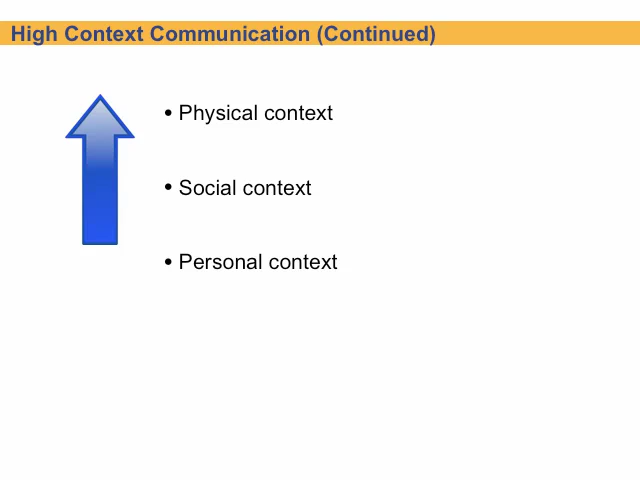 High Context Communication (Continued)
• Physical context
• Social context
• Personal context